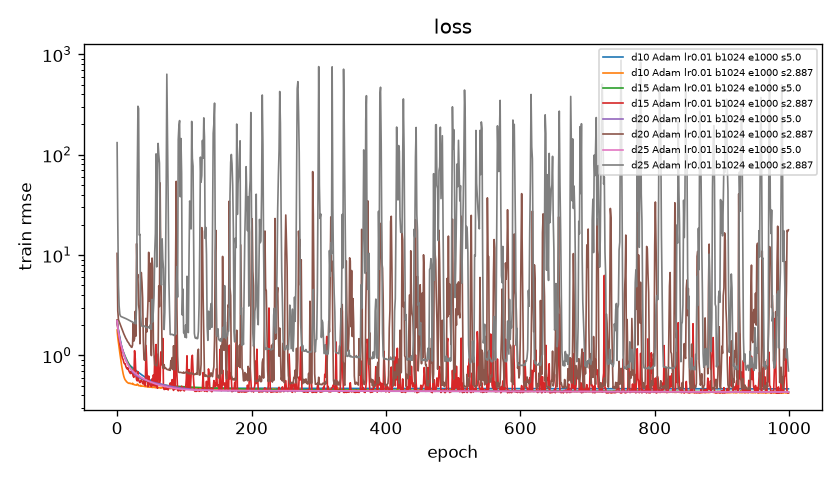 loss
10³
10²
10¹
10⁰
train rmse
d10 Adam lr0.01 b1024 e1000 s5.0
d10 Adam lr0.01 b1024 e1000 s2.887
d15 Adam lr0.01 b1024 e1000 s5.0
d15 Adam lr0.01 b1024 e1000 s2.887
d20 Adam lr0.01 b1024 e1000 s5.0
d20 Adam lr0.01 b1024 e1000 s2.887
d25 Adam lr0.01 b1024 e1000 s5.0
d25 Adam lr0.01 b1024 e1000 s2.887
0 200 400 600 800 1000
epoch